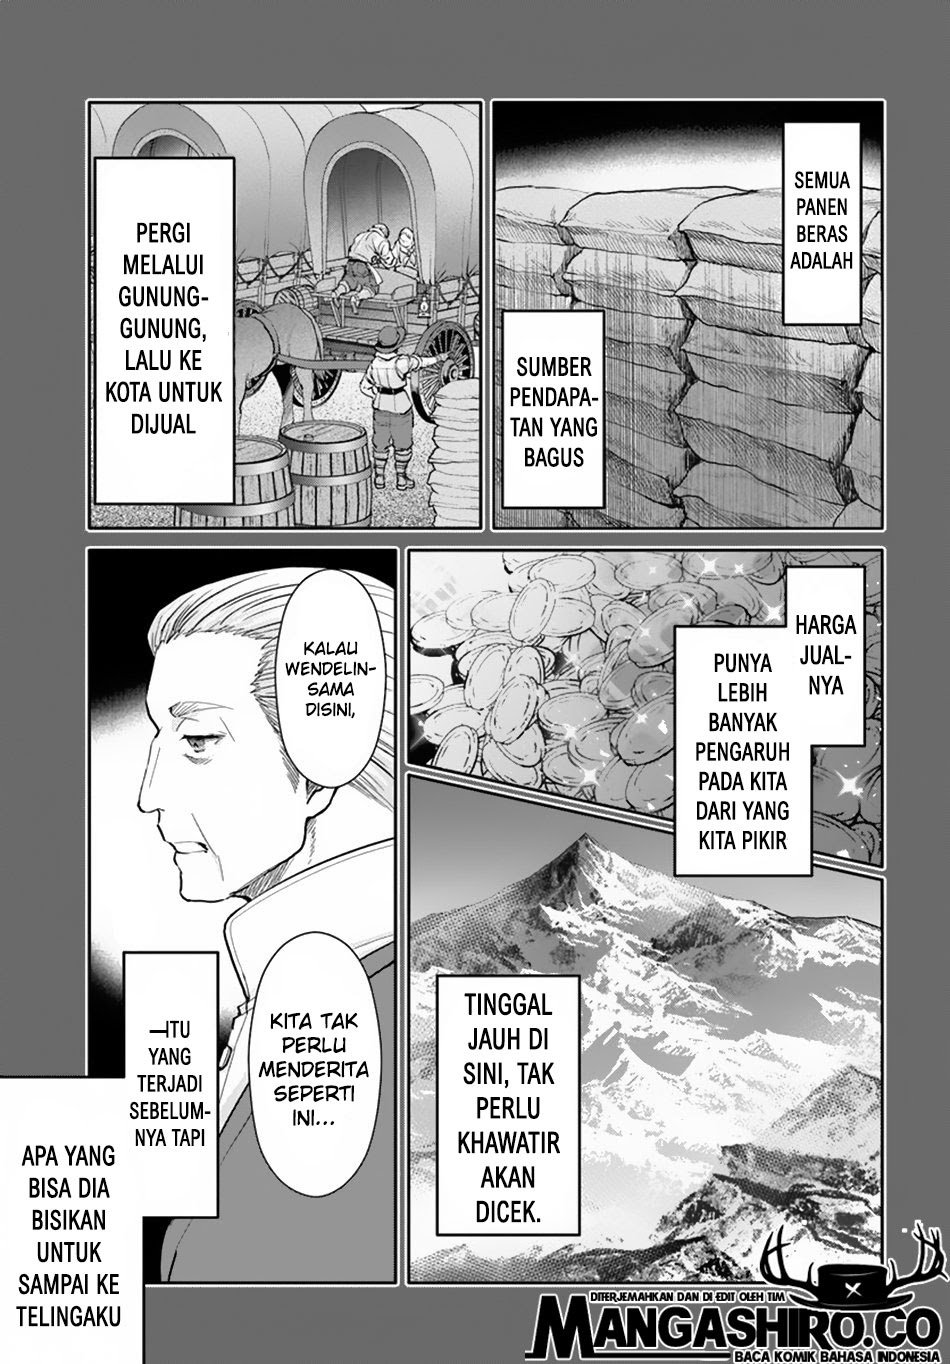 SEMUA
PANEN
BERAS
ADALAH
SUMBER
PENDAPA-
TAN YANG
BAGUS
PERGI
MELALUI
GUNUNG-
GUNUNG,
LALU KE
KOTA UNTUK
DIJUAL
HARGA
JUAL-
NYA
PUNYA
LEBIH
BANYAK
PENGARUH
PADA KITA
DARI YANG
KITA PIKIR
TINGGAL
JAUH DI
SINI, TAK
PERLU
KHAWATIR
AKAN
DICEK.
KALAU
WENDELIN-
SAMA
DISINI,
KITA TAK
PERLU
MENDERITA
SEPERTI
INI...
—ITU
YANG
TERJADI
SEBELUM-
NYA TAPI
APA YANG
BISA DIA
BISIKAN
UNTUK
SAMPAI KE
TELINGAKU
DITERJEMAHKAN DAN DI EDIT OLEH TIM
MANGASHIRO.CO
BACA KOMIK BAHASA INDONESIA